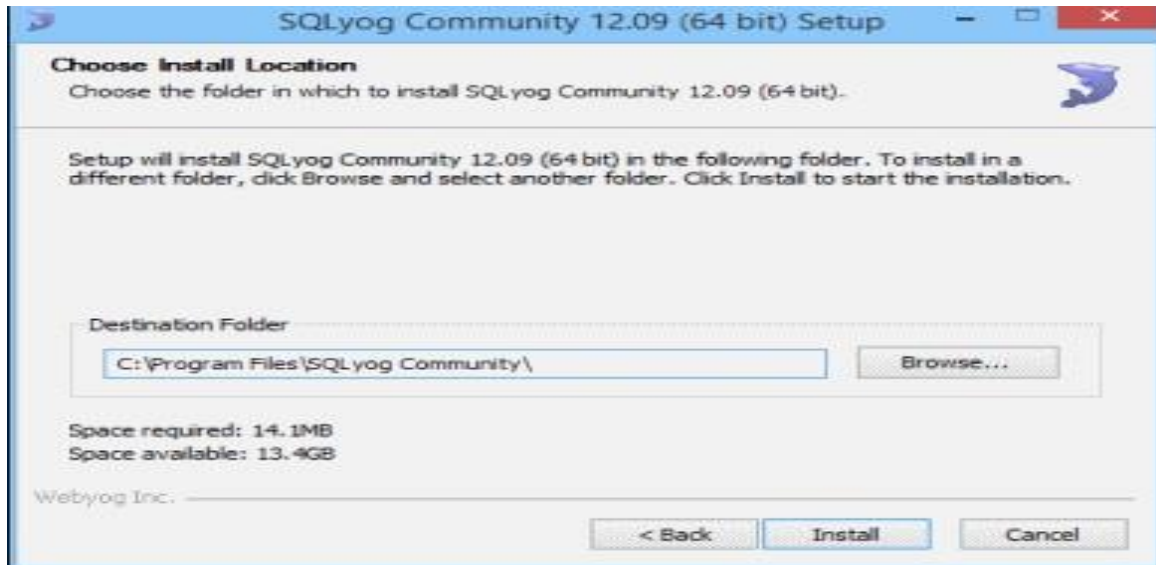 SQLyog Community 12.09 (64 bit) Setup
Choose Install Location
Choose the folder in which to install SQLyog Community 12.09 (64 bit).
Setup will install SQLyog Community 12.09 (64 bit) in the following folder. To install in a
different folder, click Browse and select another folder. Click Install to start the installation.
Destination Folder
C:\Program Files\SQLyog Community\
Browse...
Space required: 14.1MB
Space available: 13.4GB
Webyog Inc.
< Back
Install
Cancel